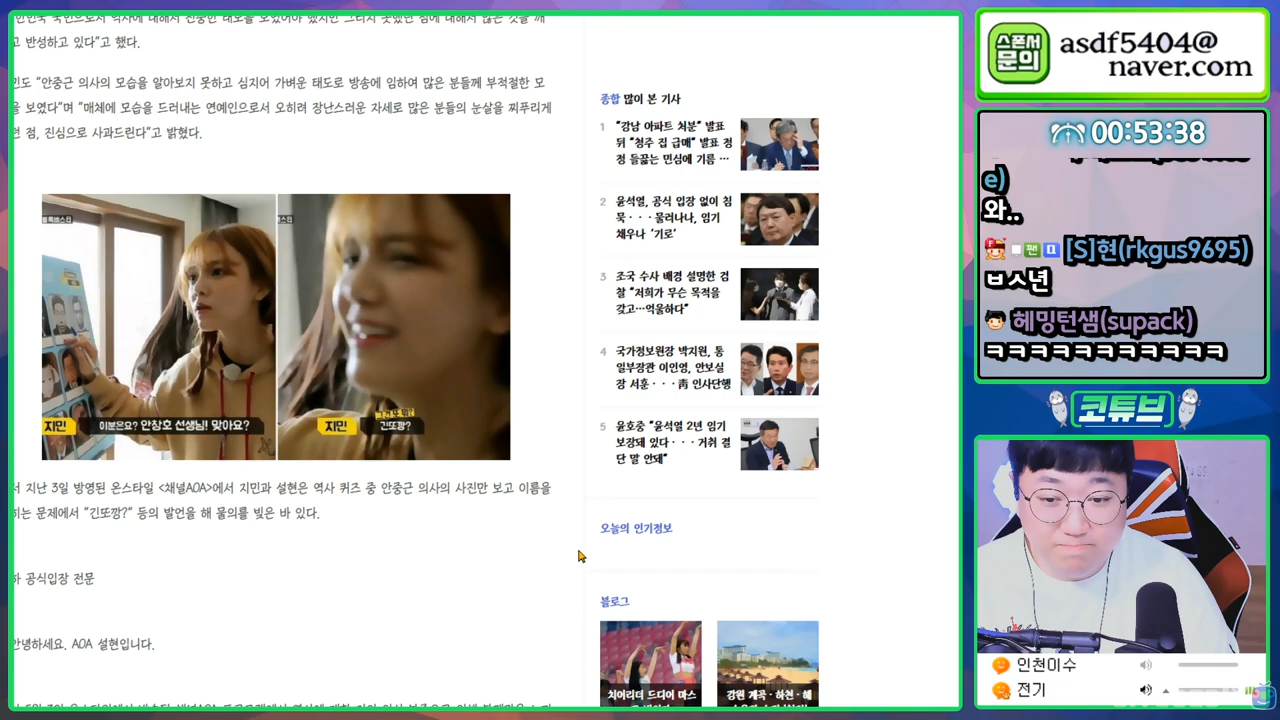 고 반성하고 있다"고 했다.
민도 "안중근 의사의 모습을 알아보지 못하고 심지어 가벼운 태도로 방송에 임하여 많은 분들께 부적절한 모
을 보였다"며 "매체에 모습을 드러내는 연예인으로서 오히려 장난스러운 자세로 많은 분들의 눈살을 찌푸리게
던 점, 진심으로 사과드린다"고 밝혔다.
지민
이분은요? 안창호 선생님! 맞아요?
지민
그건 또 뭐?
긴또깡?
서 지난 3일 방영된 온스타일 <채널AOA>에서 지민과 설현은 역사 퀴즈 중 안중근 의사의 사진만 보고 이름을
히는 문제에서 "긴또깡?" 등의 발언을 해 물의를 빚은 바 있다.
하 공식입장 전문
안녕하세요. AOA 설현입니다.
종합 많이 본 기사
1 "강남 아파트 처분" 발표
뒤 "청주 집 급매" 발표 정
정 들끓는 민심에 기름 …
2 윤석열, 공식 입장 없이 침
묵···물러나나, 임기
채우나 '기로'
3 조국 수사 배경 설명한 검
찰 "저희가 무슨 목적을
갖고…억울하다"
4 국가정보원장 박지원, 통
일부장관 이인영, 안보실
장 서훈···靑 인사단행
5 윤호중 "윤석열 2년 임기
보장돼 있다···거취 결
단 말 안돼"
오늘의 인기정보
블로그
치어리더 드디어 마스
강원 계곡·하천·해
스폰서
문의
asdf5404@
naver.com
00:53:38
e)
와..
팬 [S]현(rkgus9695)
ㅂㅅ년
헤밍턴샘(supack)
ㅋㅋㅋㅋㅋㅋㅋㅋㅋㅋㅋ
코튜브
인천이수
전기